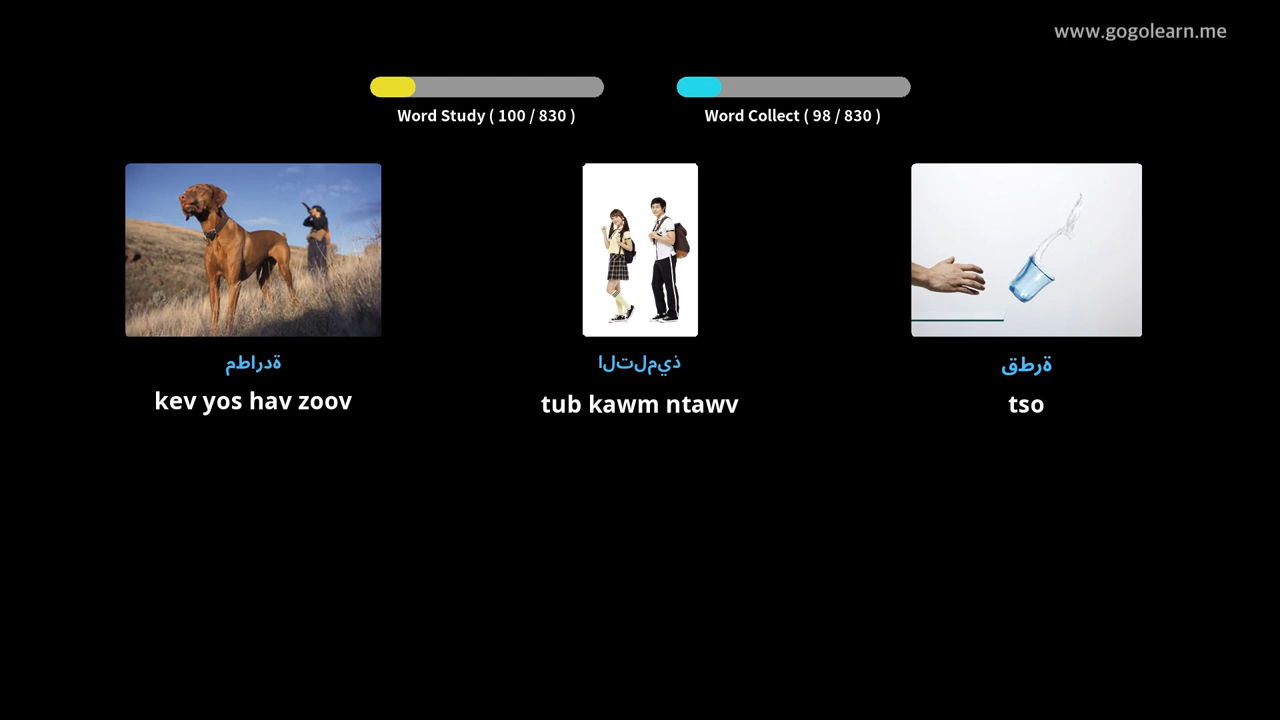 www.gogolearn.me
Word Study ( 100 / 830 )
Word Collect ( 98 / 830 )
مطاردة
kev yos hav zoov
التلميذ
tub kawm ntawv
قطرة
tso